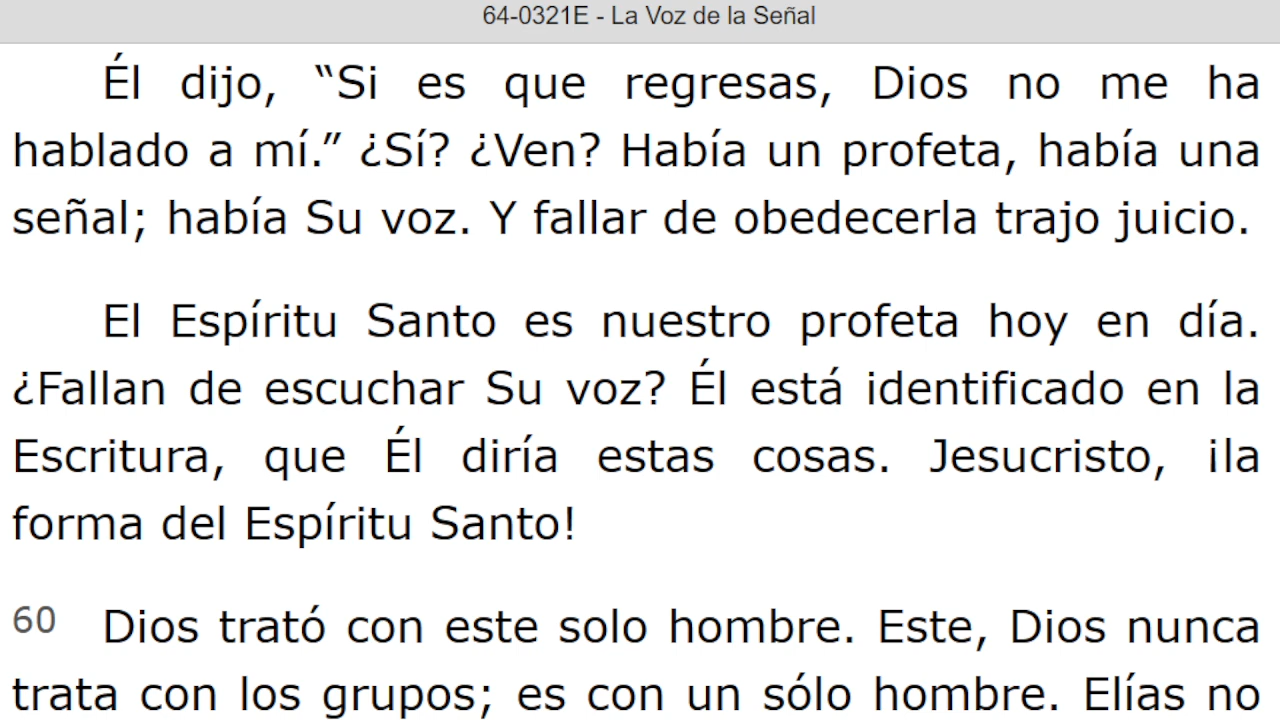 64-0321E - La Voz de la Señal
Él dijo, “Si es que regresas, Dios no me ha
hablado a mí.” ¿Sí? ¿Ven? Había un profeta, había una
señal; había Su voz. Y fallar de obedecerla trajo juicio.
El Espíritu Santo es nuestro profeta hoy en día.
¿Fallan de escuchar Su voz? Él está identificado en la
Escritura, que Él diría estas cosas. Jesucristo, ¡la
forma del Espíritu Santo!
60 Dios trató con este solo hombre. Este, Dios nunca
trata con los grupos; es con un sólo hombre. Elías no